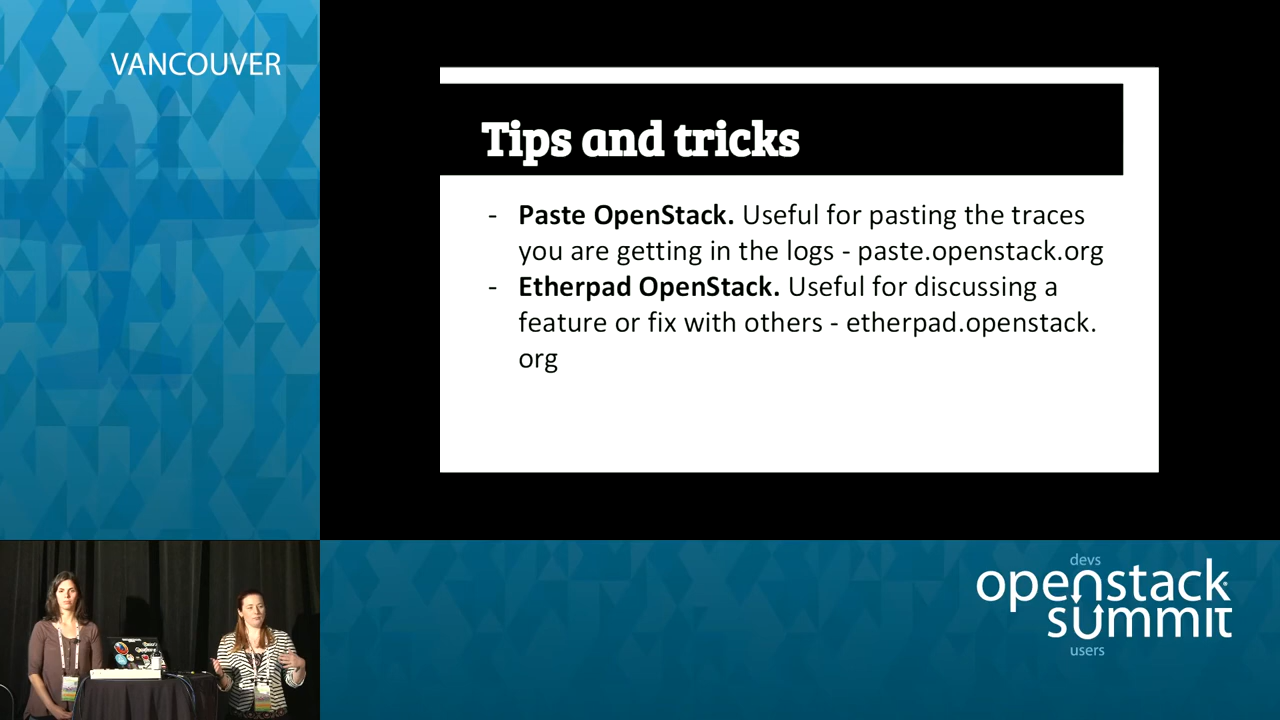 VANCOUVER
Tips and tricks
- Paste OpenStack. Useful for pasting the traces
you are getting in the logs - paste.openstack.org
- Etherpad OpenStack. Useful for discussing a
feature or fix with others - etherpad.openstack.
org
devs
openstack
summit
users